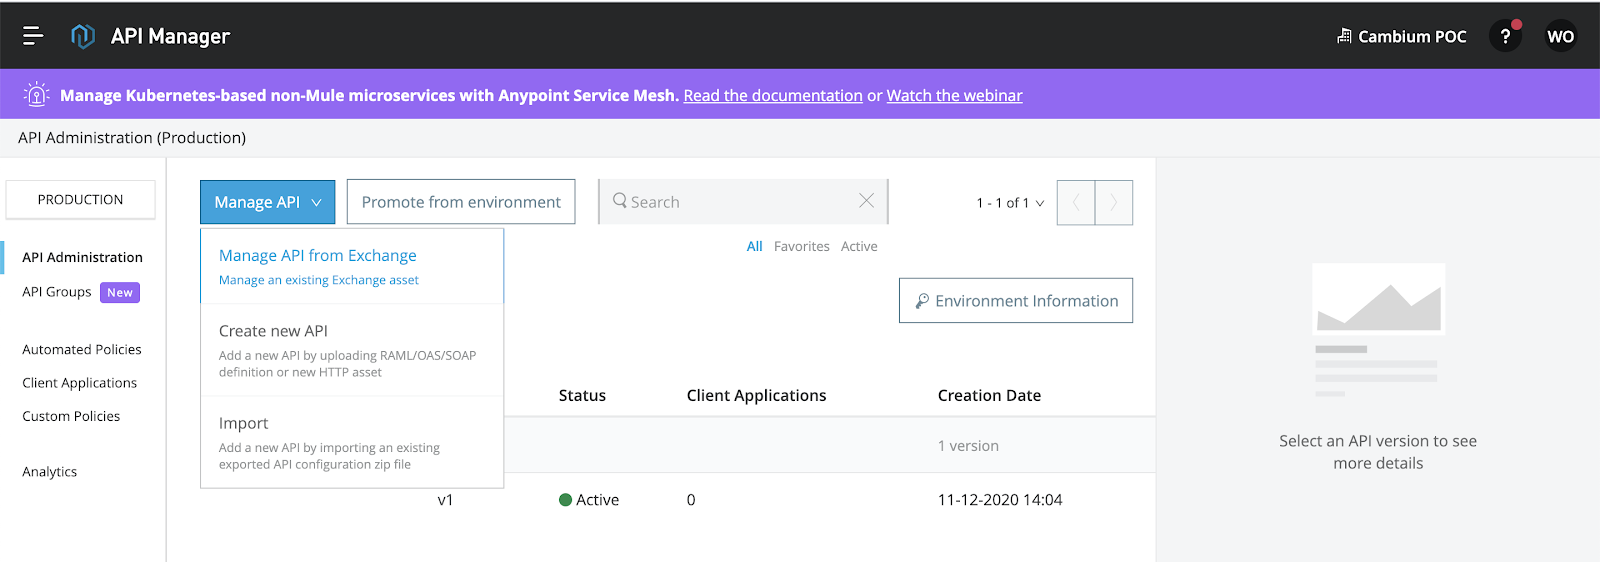 API Manager
Cambium POC
?
WO
Manage Kubernetes-based non-Mule microservices with Anypoint Service Mesh. Read the documentation or Watch the webinar
API Administration (Production)
PRODUCTION
API Administration
API Groups New
Automated Policies
Client Applications
Custom Policies
Analytics
Manage API
Promote from environment
Search
1 - 1 of 1
All Favorites Active
Manage API from Exchange
Manage an existing Exchange asset
Create new API
Add a new API by uploading RAML/OAS/SOAP
definition or new HTTP asset
Import
Add a new API by importing an existing
exported API configuration zip file
Environment Information
Status Client Applications Creation Date
1 version
v1 Active 0 11-12-2020 14:04
Select an API version to see
more details